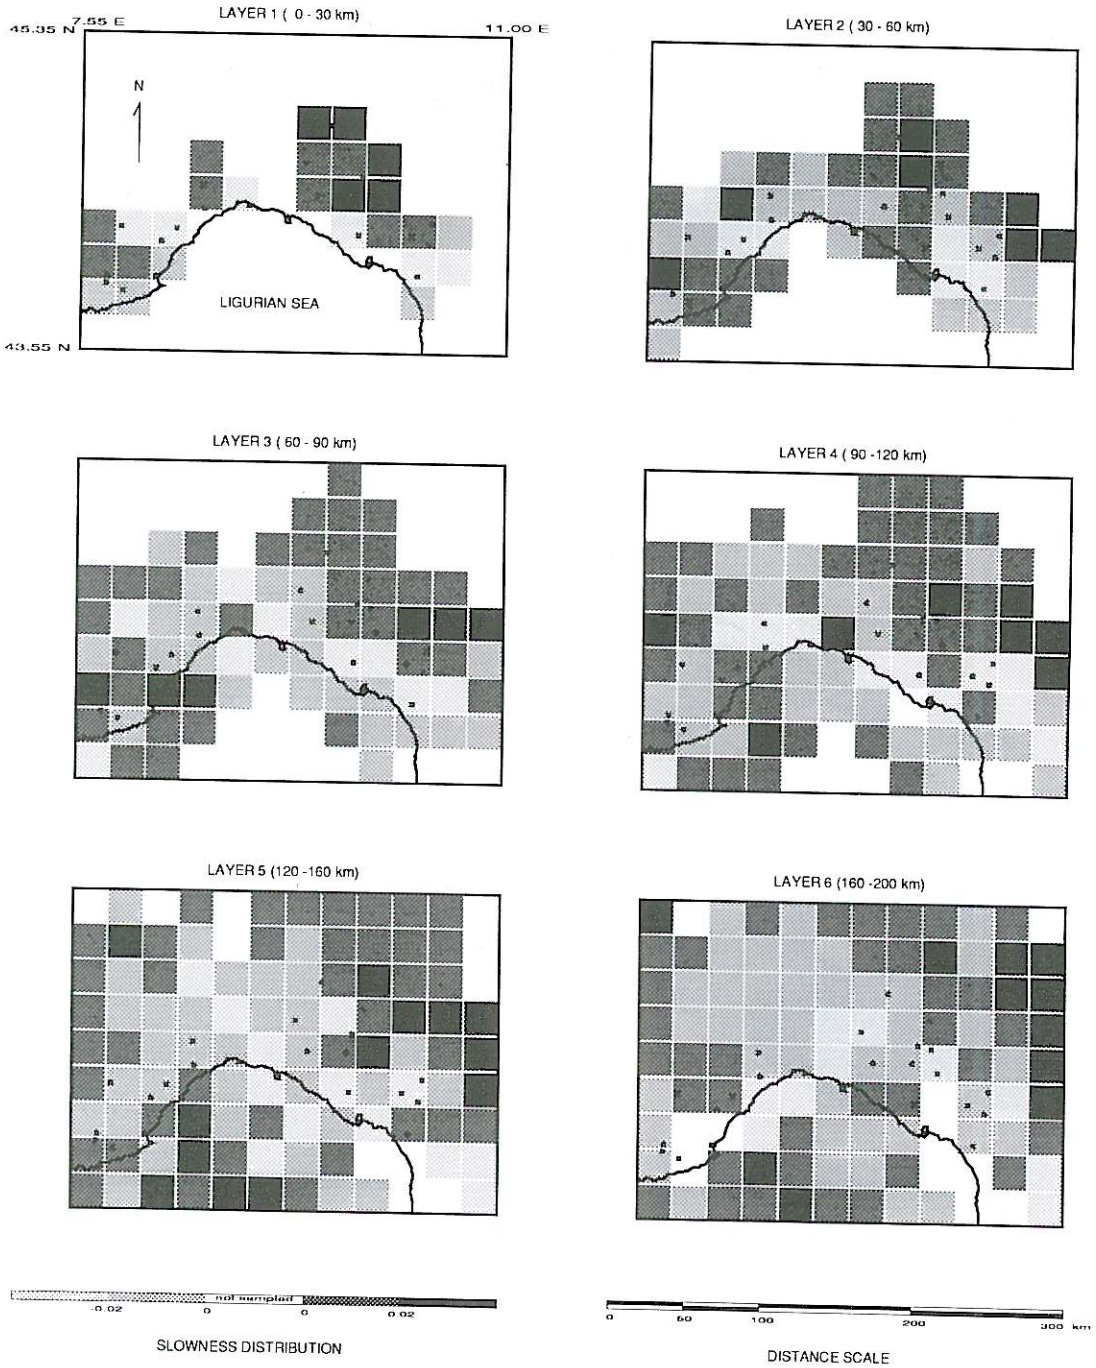 LAYER 1 ( 0 - 30 km)
45.35 N
7.55 E
11.00 E
N
LIGURIAN SEA
43.55 N
LAYER 2 (30 - 60 km)
LAYER 3 ( 60 - 90 km)
LAYER 4 ( 90 -120 km)
LAYER 5 (120 -160 km)
LAYER 6 (160 -200 km)
not sampled
-0.02 0 0 0.02
SLOWNESS DISTRIBUTION
0 50 100 200 300 km
DISTANCE SCALE